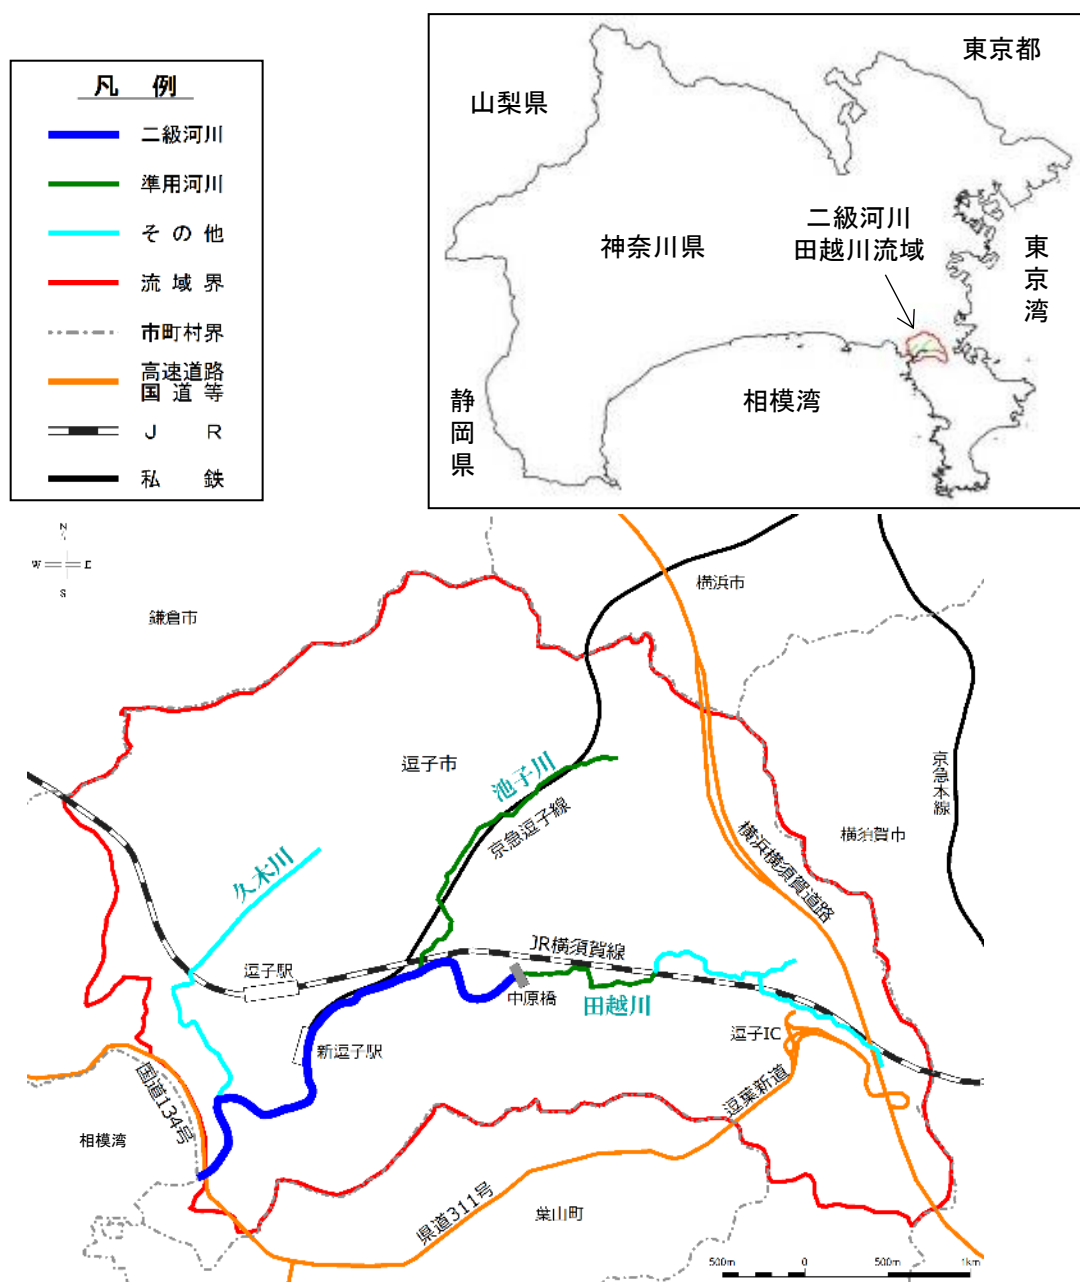 凡 例
二級河川
準用河川
その他
流域界
市町村界
高速道路
国道等
J R
私鉄
東京都
山梨県
二級河川
田越川流域
神奈川県
東京湾
相模湾
静岡県
N
W E
S
横浜市
鎌倉市
逗子市
池子川
京急逗子線
京急本線
横須賀市
横浜横須賀道路
久木川
JR横須賀線
逗子駅
中原橋
田越川
新逗子駅
逗子IC
国道134号
逗葉新道
相模湾
県道311号
葉山町
500m 0 500m 1km